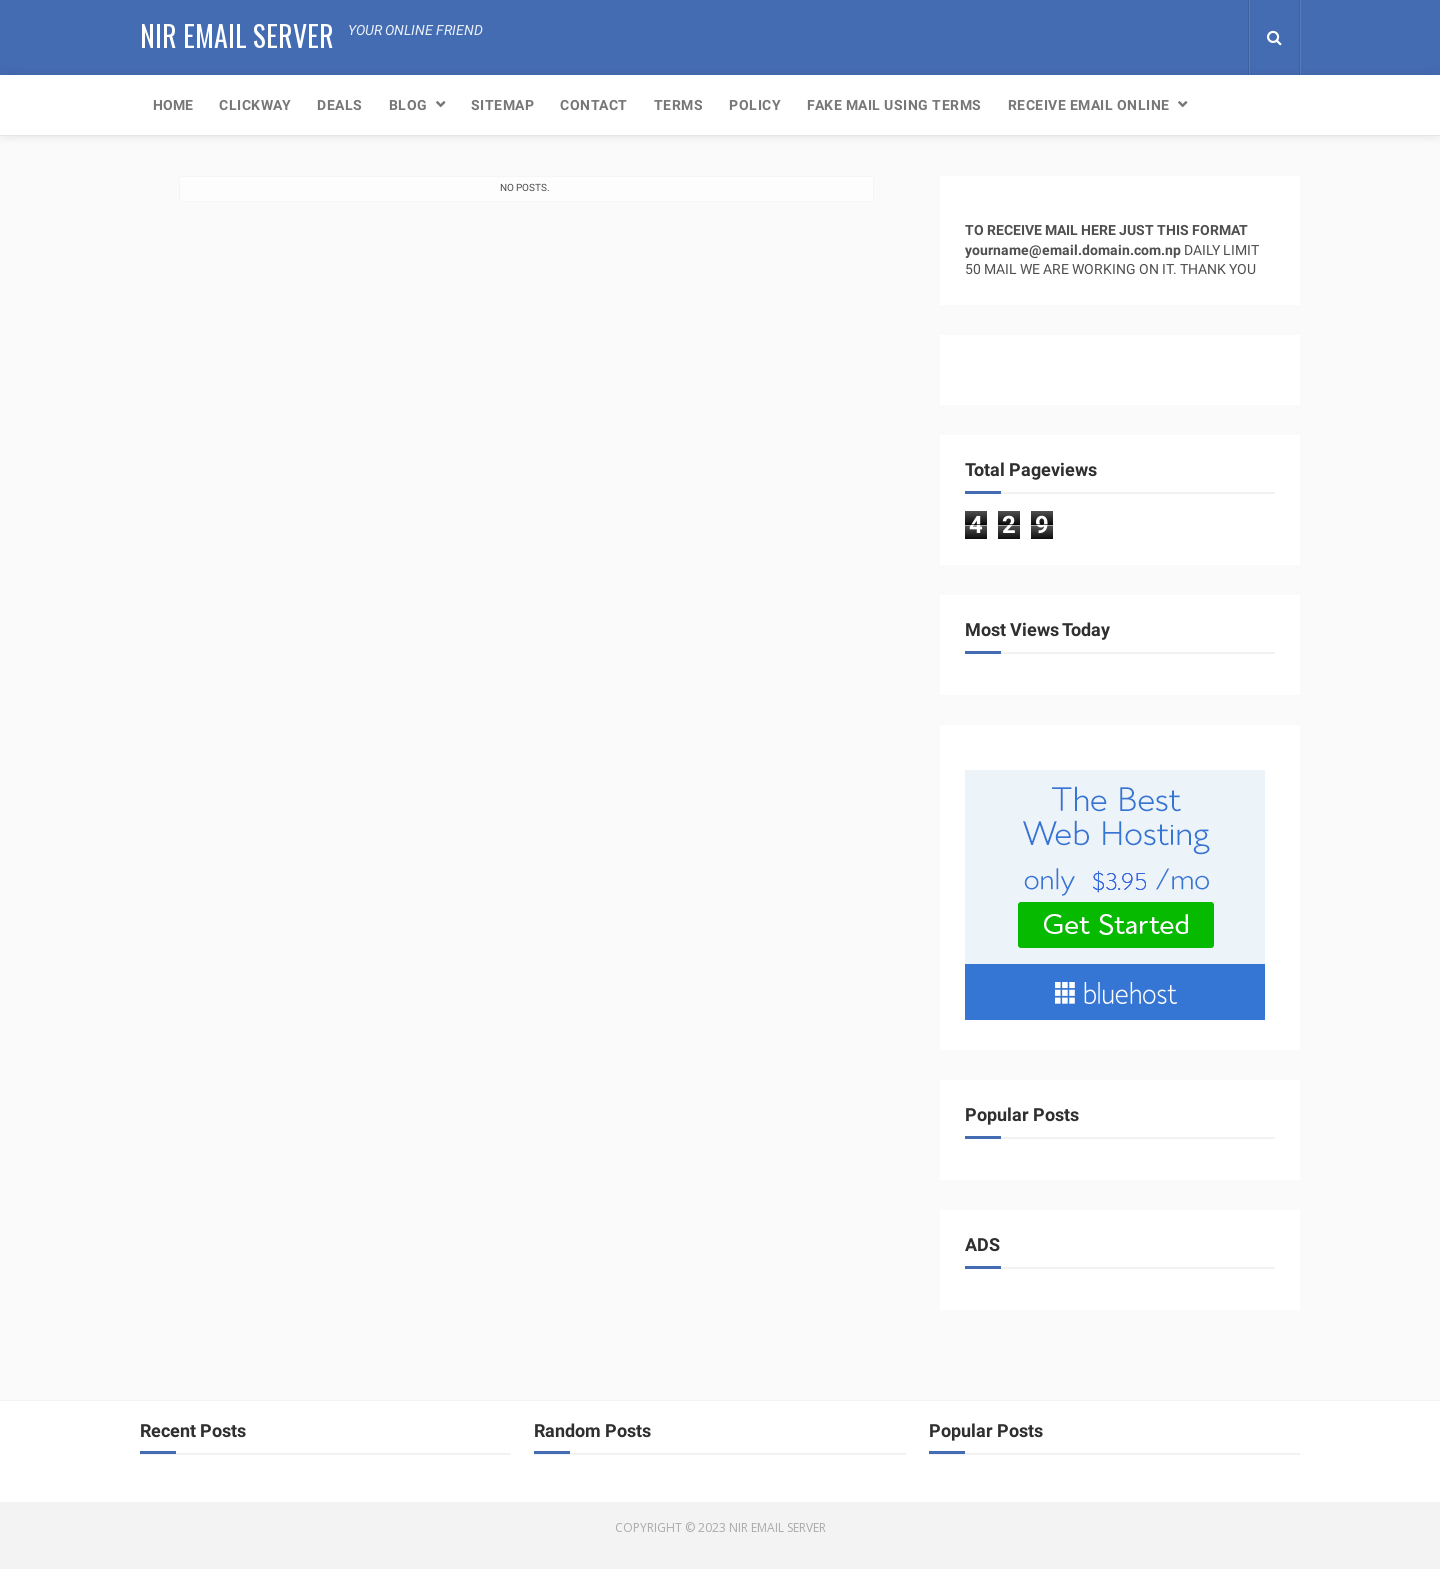 NIR EMAIL SERVER
YOUR ONLINE FRIEND
HOME CLICKWAY DEALS BLOG SITEMAP CONTACT TERMS POLICY FAKE MAIL USING TERMS RECEIVE EMAIL ONLINE
NO POSTS.
TO RECEIVE MAIL HERE JUST THIS FORMAT
yourname@email.domain.com.np DAILY LIMIT
50 MAIL WE ARE WORKING ON IT. THANK YOU
Total Pageviews
4 2 9
Most Views Today
The Best
Web Hosting
only $3.95 /mo
Get Started
bluehost
Popular Posts
ADS
Recent Posts
Random Posts
Popular Posts
COPYRIGHT © 2023 NIR EMAIL SERVER